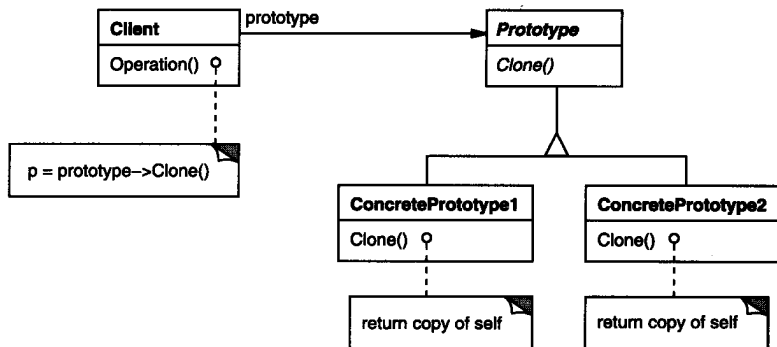 Client
prototype
Prototype
Operation()
Clone()
p = prototype–>Clone()
ConcretePrototype1
ConcretePrototype2
Clone()
Clone()
return copy of self
return copy of self